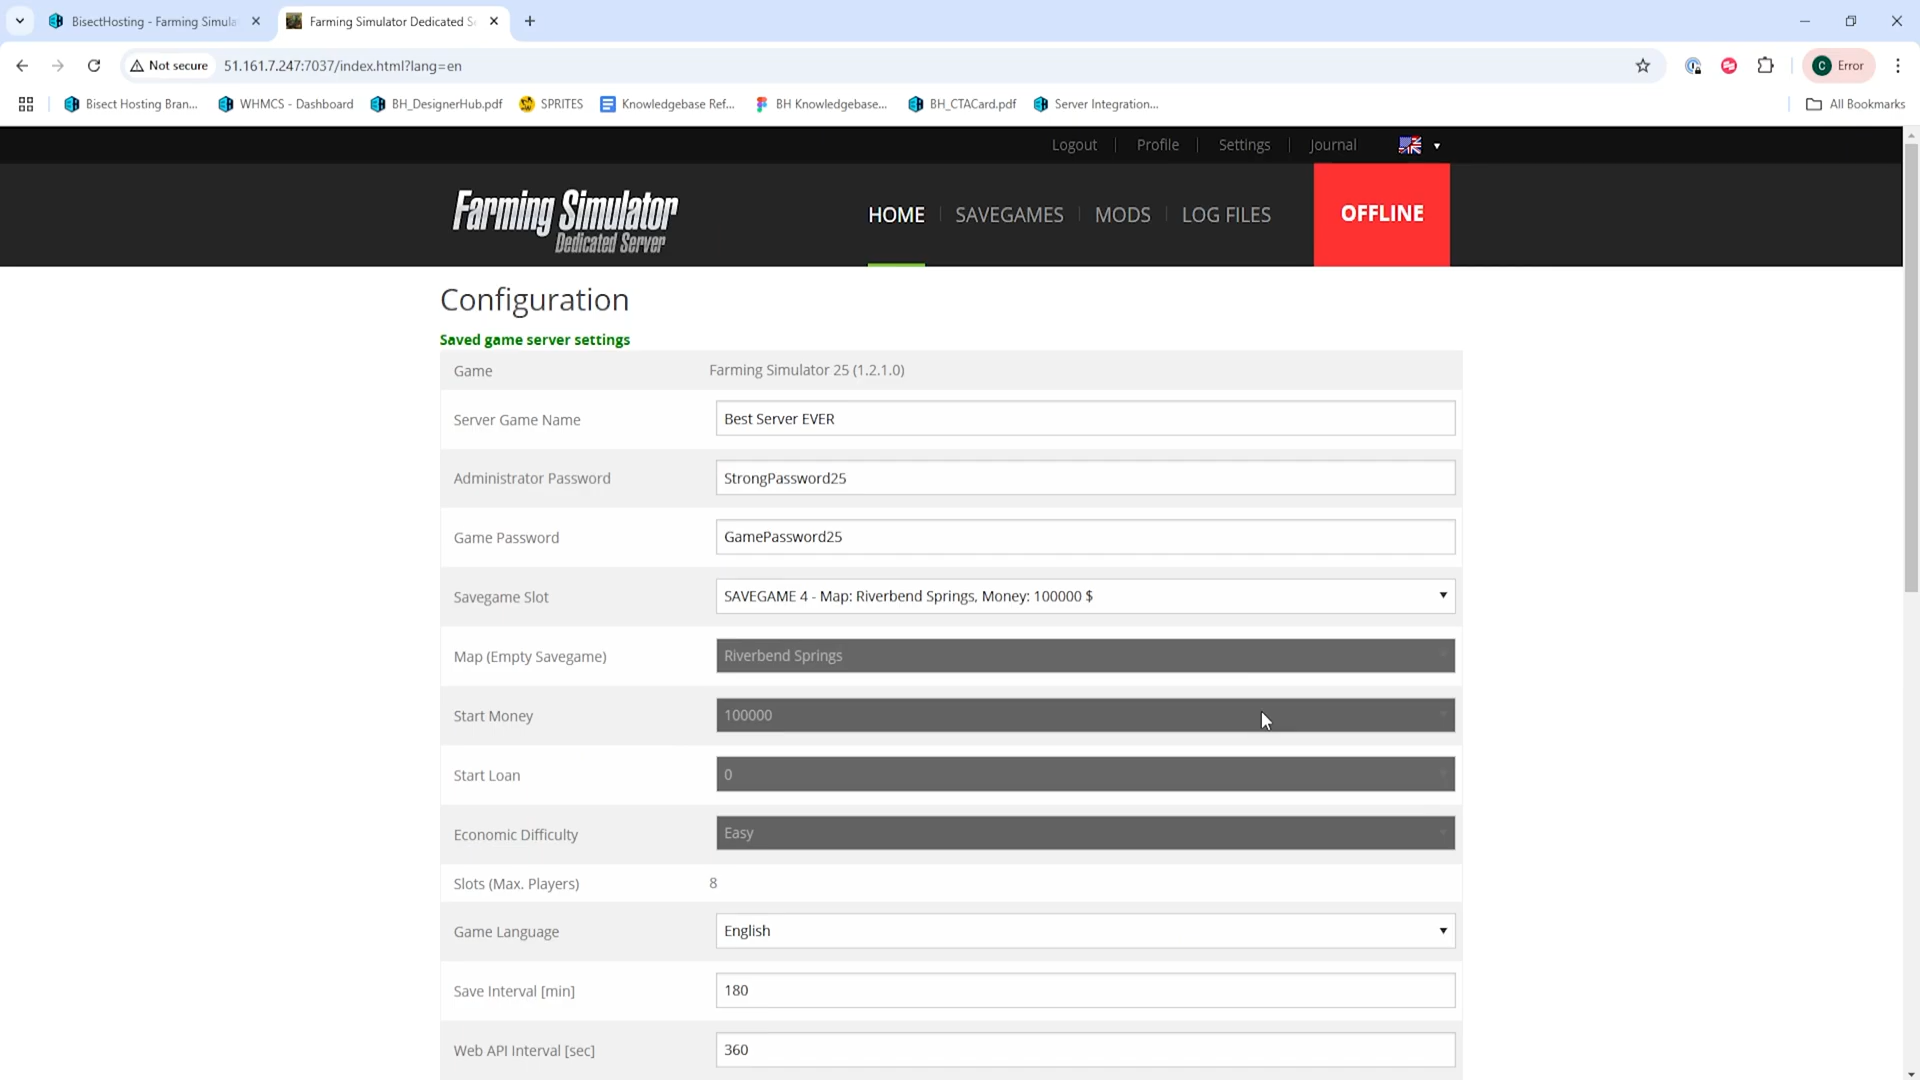 BisectHosting - Farming Simula
Farming Simulator Dedicated S
Not secure
51.161.7.247:7037/index.html?lang=en
C
Error
Bisect Hosting Bran...
WHMCS - Dashboard
BH_DesignerHub.pdf
SPRITES
Knowledgebase Ref...
BH Knowledgebase...
BH_CTACard.pdf
Server Integration...
All Bookmarks
Logout
Profile
Settings
Journal
Farming Simulator
Dedicated Server
HOME
SAVEGAMES
MODS
LOG FILES
OFFLINE
Configuration
Saved game server settings
Game
Farming Simulator 25 (1.2.1.0)
Server Game Name
Best Server EVER
Administrator Password
StrongPassword25
Game Password
GamePassword25
Savegame Slot
SAVEGAME 4 - Map: Riverbend Springs, Money: 100000 $
Map (Empty Savegame)
Riverbend Springs
Start Money
100000
Start Loan
0
Economic Difficulty
Easy
Slots (Max. Players)
8
Game Language
English
Save Interval [min]
180
Web API Interval [sec]
360